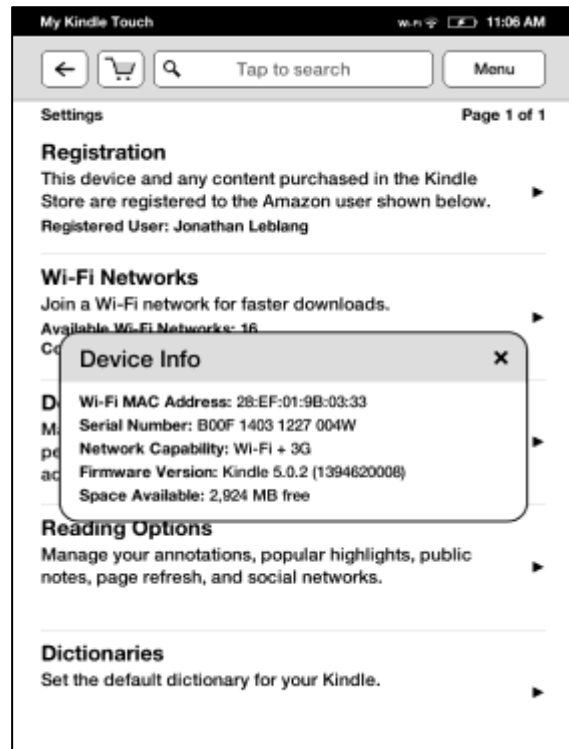 My Kindle Touch Wi-Fi 11:06 AM
Tap to search Menu
Settings Page 1 of 1
Registration
This device and any content purchased in the Kindle
Store are registered to the Amazon user shown below.
Registered User: Jonathan Leblang
Wi-Fi Networks
Join a Wi-Fi network for faster downloads.
Available Wi-Fi Networks: 16
Device Info
Wi-Fi MAC Address: 28:EF:01:9B:03:33
Serial Number: B00F 1403 1227 004W
Network Capability: Wi-Fi + 3G
Firmware Version: Kindle 5.0.2 (1394620008)
Space Available: 2,924 MB free
Reading Options
Manage your annotations, popular highlights, public
notes, page refresh, and social networks.
Dictionaries
Set the default dictionary for your Kindle.